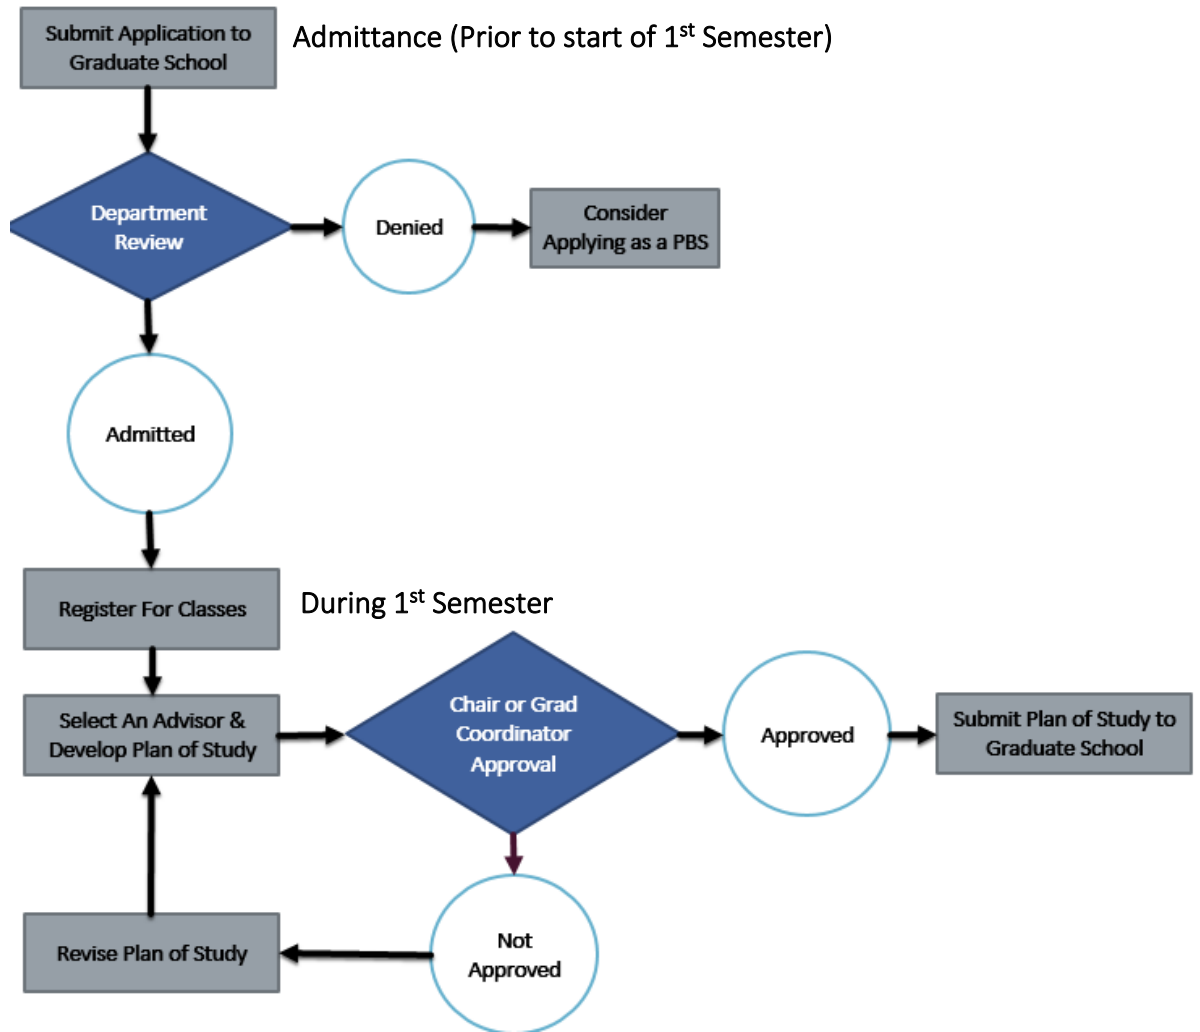 Submit Application to
Graduate School
Admittance (Prior to start of 1st Semester)
Department
Review
Denied
Consider
Applying as a PBS
Admitted
Register For Classes
During 1st Semester
Select An Advisor &
Develop Plan of Study
Chair or Grad
Coordinator
Approval
Approved
Submit Plan of Study to
Graduate School
Revise Plan of Study
Not
Approved